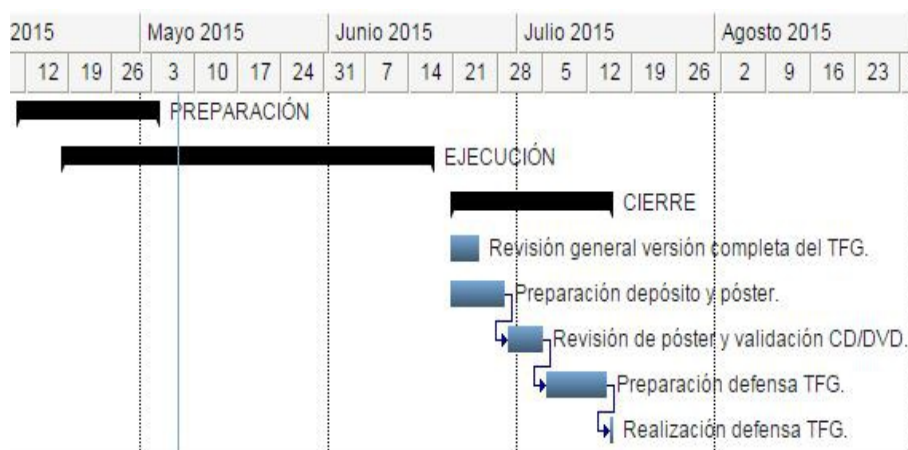 2015 Mayo 2015 Junio 2015 Julio 2015 Agosto 2015
12 19 26 3 10 17 24 31 7 14 21 28 5 12 19 26 2 9 16 23
PREPARACIÓN
EJECUCIÓN
CIERRE
Revisión general versión completa del TFG.
Preparación depósito y póster.
Revisión de póster y validación CD/DVD.
Preparación defensa TFG.
Realización defensa TFG.